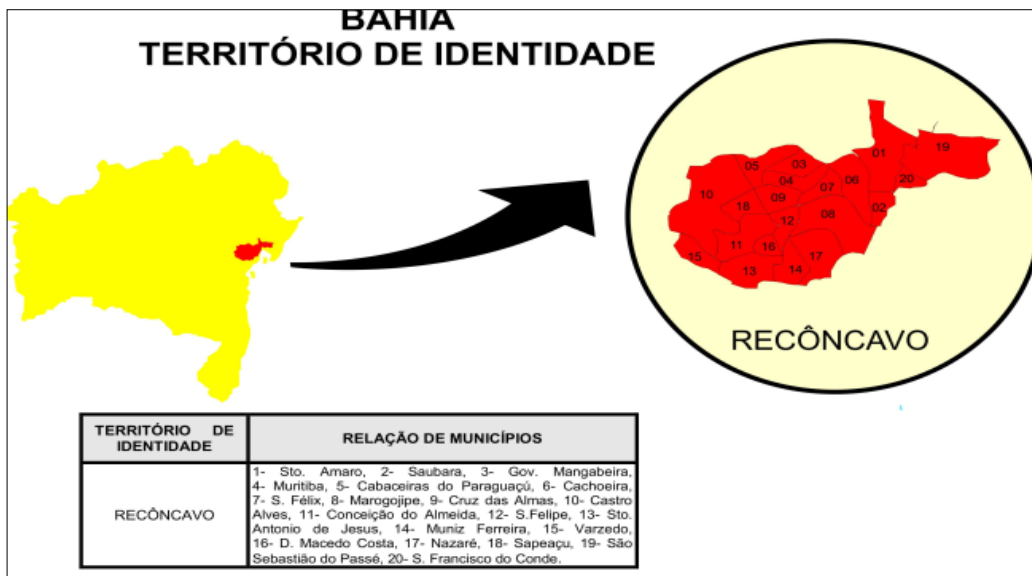 BAHIA
TERRITÓRIO DE IDENTIDADE
01
19
05
03
20
04
06
10
07
09
02
18
08
12
11
16
15
17
13
14
RECÔNCAVO
TERRITÓRIO DE
IDENTIDADE
RELAÇÃO DE MUNICÍPIOS
RECÔNCAVO
1- Sto. Amaro, 2- Saubara, 3- Gov. Mangabeira,
4- Muritiba, 5- Cabaceiras do Paraguaçú, 6- Cachoeira,
7- S. Félix, 8- Marogojipe, 9- Cruz das Almas, 10- Castro
Alves, 11- Conceição do Almeida, 12- S.Felipe, 13- Sto.
Antonio de Jesus, 14- Muniz Ferreira, 15- Varzedo,
16- D. Macedo Costa, 17- Nazaré, 18- Sapeaçu, 19- São
Sebastião do Passé, 20- S. Francisco do Conde.